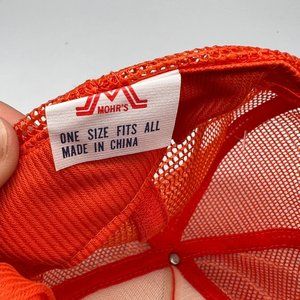 M
MOHR'S
ONE SIZE FITS ALL
MADE IN CHINA